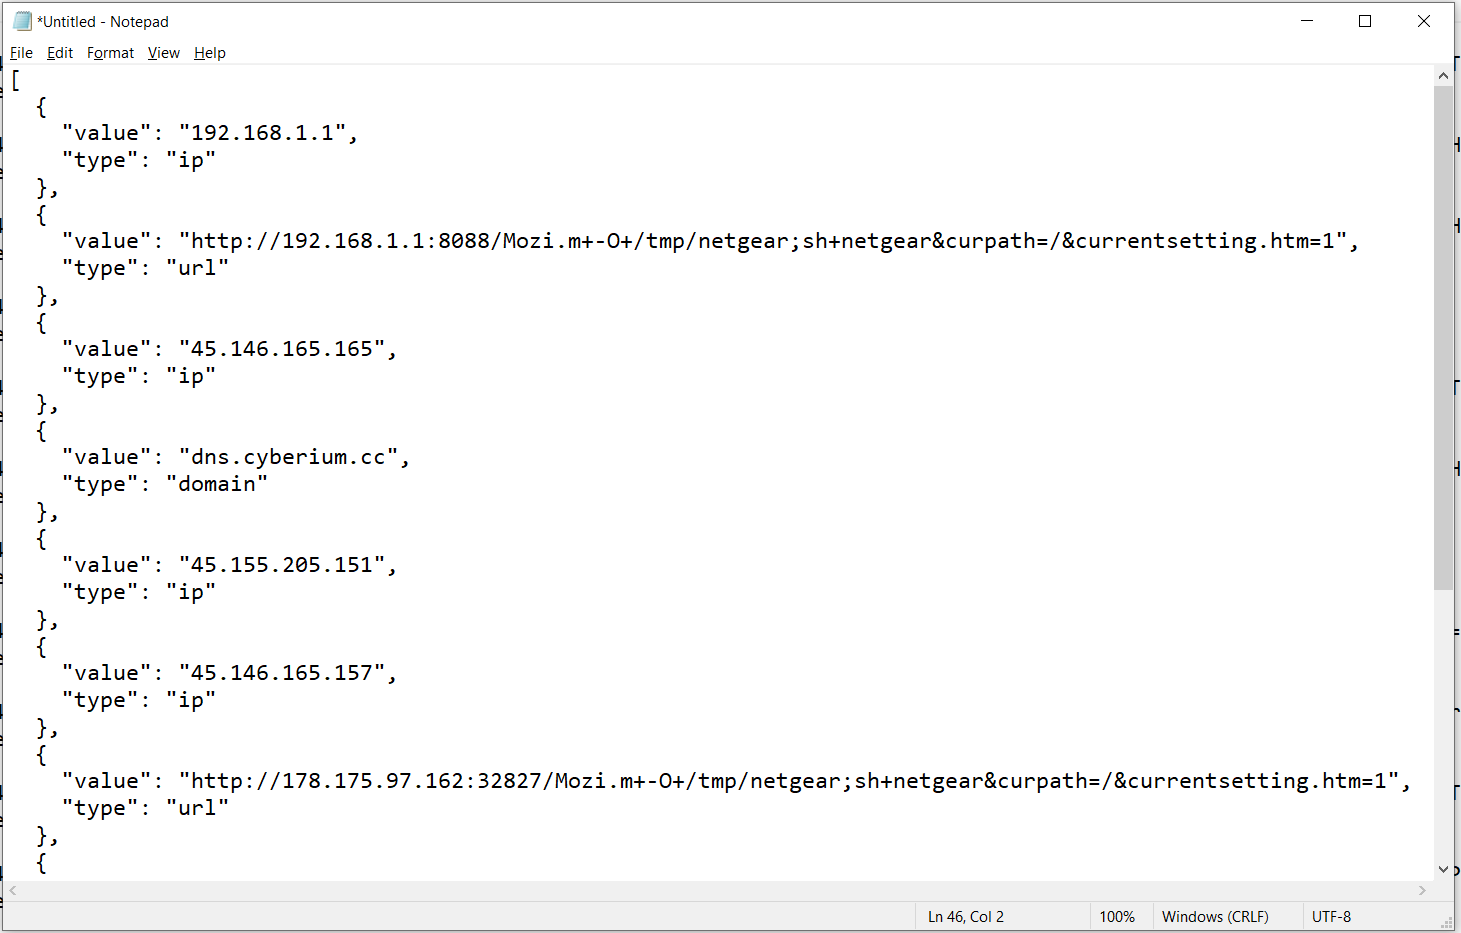 *Untitled - Notepad
File Edit Format View Help
[
  {
    "value": "192.168.1.1",
    "type": "ip"
  },
  {
    "value": "http://192.168.1.1:8088/Mozi.m+-O+/tmp/netgear;sh+netgear&curpath=/&currentsetting.htm=1",
    "type": "url"
  },
  {
    "value": "45.146.165.165",
    "type": "ip"
  },
  {
    "value": "dns.cyberium.cc",
    "type": "domain"
  },
  {
    "value": "45.155.205.151",
    "type": "ip"
  },
  {
    "value": "45.146.165.157",
    "type": "ip"
  },
  {
    "value": "http://178.175.97.162:32827/Mozi.m+-O+/tmp/netgear;sh+netgear&curpath=/&currentsetting.htm=1",
    "type": "url"
  },
  {
Ln 46, Col 2 100% Windows (CRLF) UTF-8